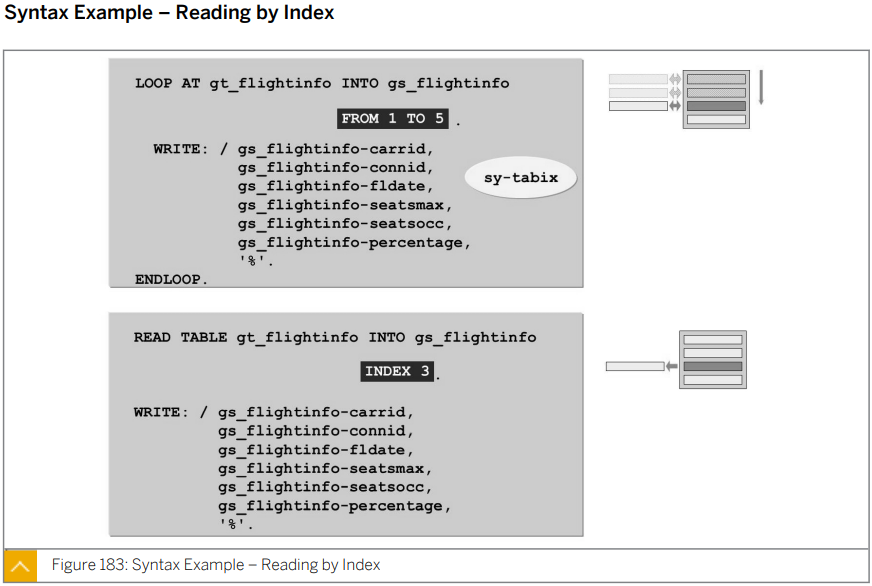 Syntax Example – Reading by Index
LOOP AT gt_flightinfo INTO gs_flightinfo
FROM 1 TO 5 .
WRITE: / gs_flightinfo-carrid,
gs_flightinfo-connid,
gs_flightinfo-fldate,
gs_flightinfo-seatsmax,
gs_flightinfo-seatsocc,
gs_flightinfo-percentage,
'%'.
ENDLOOP.
sy-tabix
READ TABLE gt_flightinfo INTO gs_flightinfo
INDEX 3 .
WRITE: / gs_flightinfo-carrid,
gs_flightinfo-connid,
gs_flightinfo-fldate,
gs_flightinfo-seatsmax,
gs_flightinfo-seatsocc,
gs_flightinfo-percentage,
'%'.
Figure 183: Syntax Example – Reading by Index